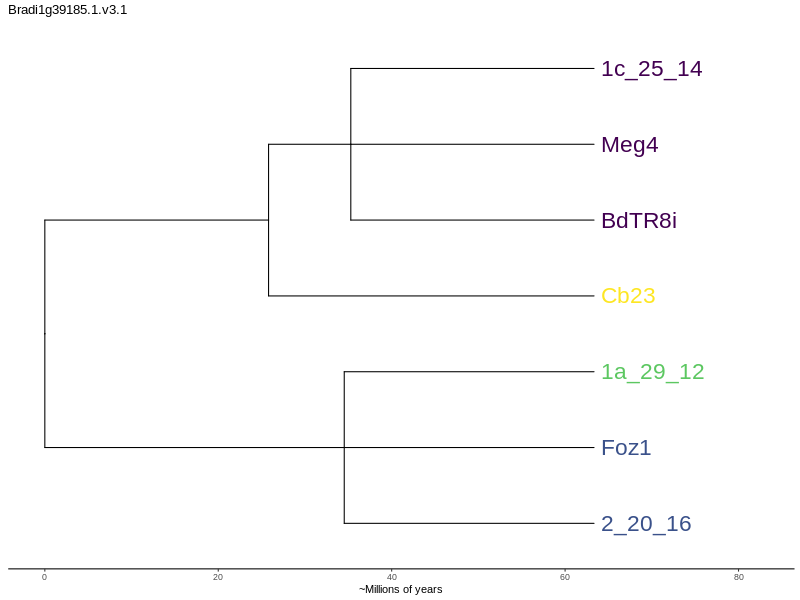 Bradi1g39185.1.v3.1
1c_25_14
Meg4
BdTR8i
Cb23
1a_29_12
Foz1
2_20_16
0 20 40 60 80
~Millions of years